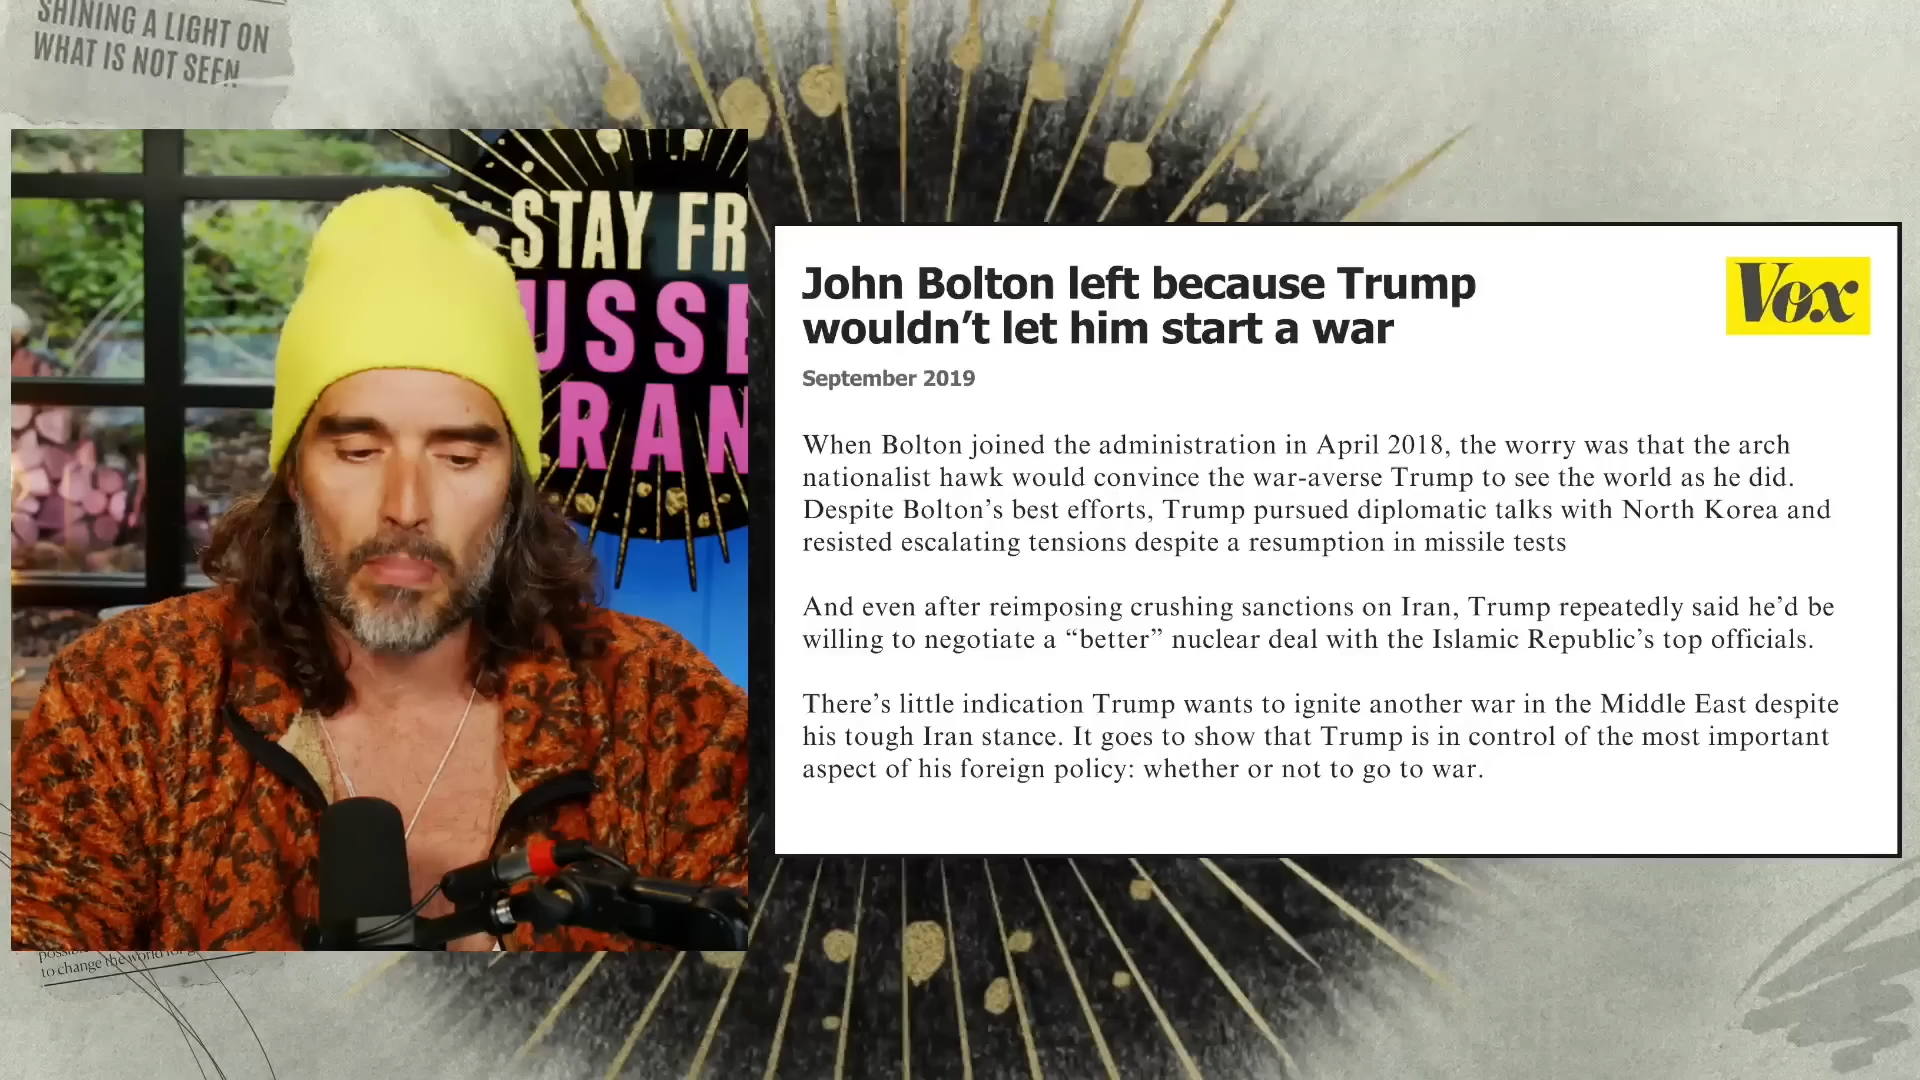 SHINING A LIGHT ON
WHAT IS NOT SEEN
STAY FR
USSE
RAN
John Bolton left because Trump
wouldn’t let him start a war
Vox
September 2019
When Bolton joined the administration in April 2018, the worry was that the arch
nationalist hawk would convince the war-averse Trump to see the world as he did.
Despite Bolton’s best efforts, Trump pursued diplomatic talks with North Korea and
resisted escalating tensions despite a resumption in missile tests
And even after reimposing crushing sanctions on Iran, Trump repeatedly said he’d be
willing to negotiate a “better” nuclear deal with the Islamic Republic’s top officials.
There’s little indication Trump wants to ignite another war in the Middle East despite
his tough Iran stance. It goes to show that Trump is in control of the most important
aspect of his foreign policy: whether or not to go to war.
to change the world for